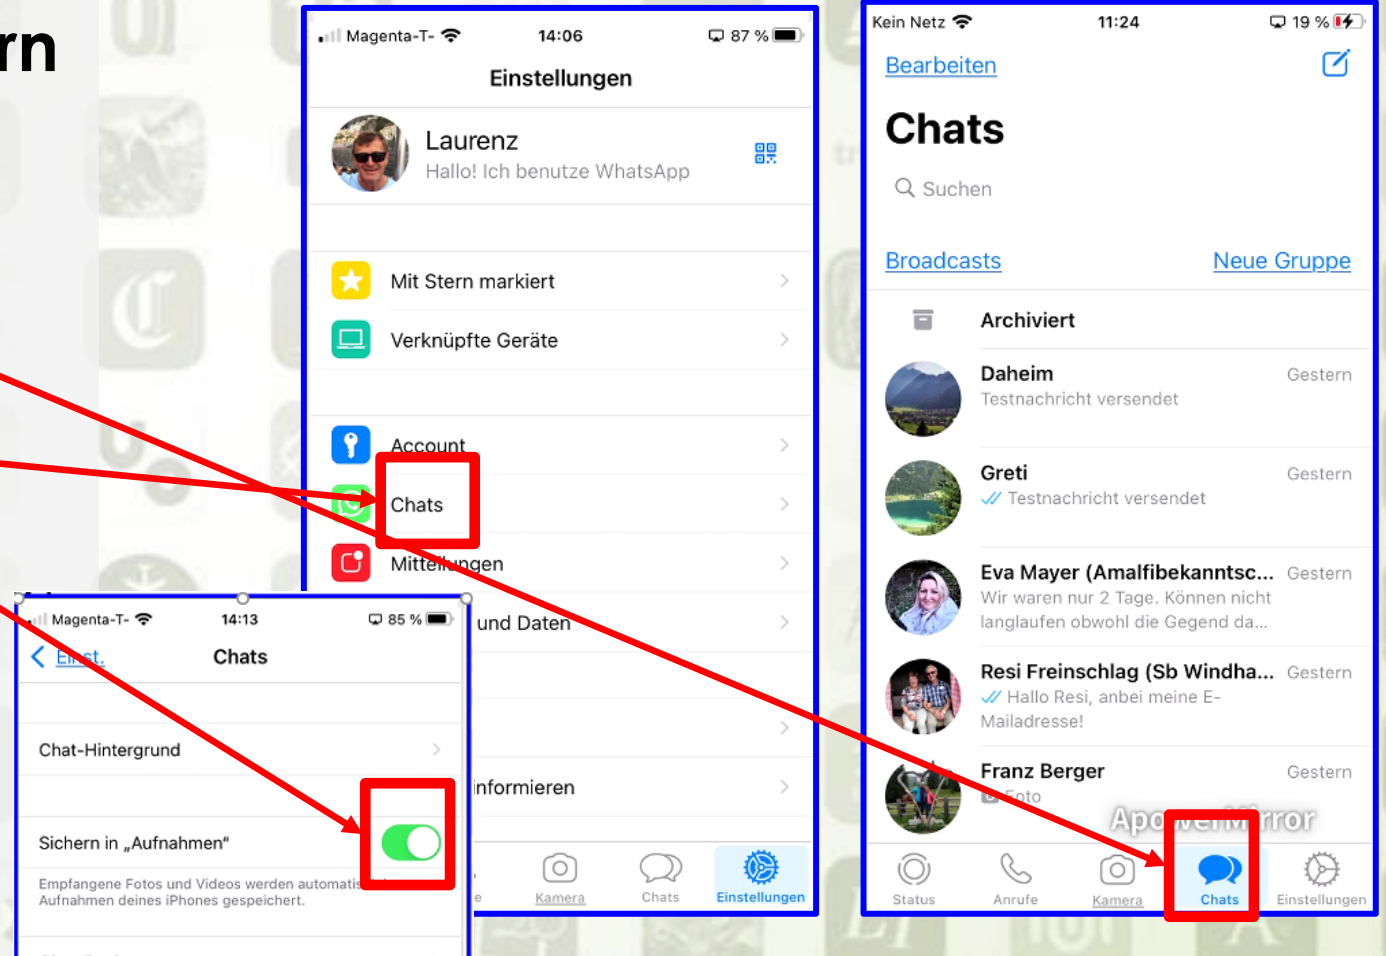 rn
Magenta-T-
14:06
87 %
Einstellungen
Laurenz
Hallo! Ich benutze WhatsApp
Mit Stern markiert
Verknüpfte Geräte
Account
Chats
Mitteilungen
und Daten
informieren
Kamera
Chats
Einstellungen
Magenta-T-
14:13
85 %
Einst.
Chats
Chat-Hintergrund
Sichern in „Aufnahmen“
Empfangene Fotos und Videos werden automatis
Aufnahmen deines iPhones gespeichert.
Kein Netz
11:24
19 %
Bearbeiten
Chats
Suchen
Broadcasts
Neue Gruppe
Archiviert
Daheim
Gestern
Testnachricht versendet
Greti
Gestern
Testnachricht versendet
Eva Mayer (Amalfibekanntsc...
Gestern
Wir waren nur 2 Tage. Können nicht
langlaufen obwohl die Gegend da...
Resi Freinschlag (Sb Windha...
Gestern
Hallo Resi, anbei meine E-
Mailadresse!
Franz Berger
Gestern
Foto
ApowerMirror
Status
Anrufe
Kamera
Chats
Einstellungen